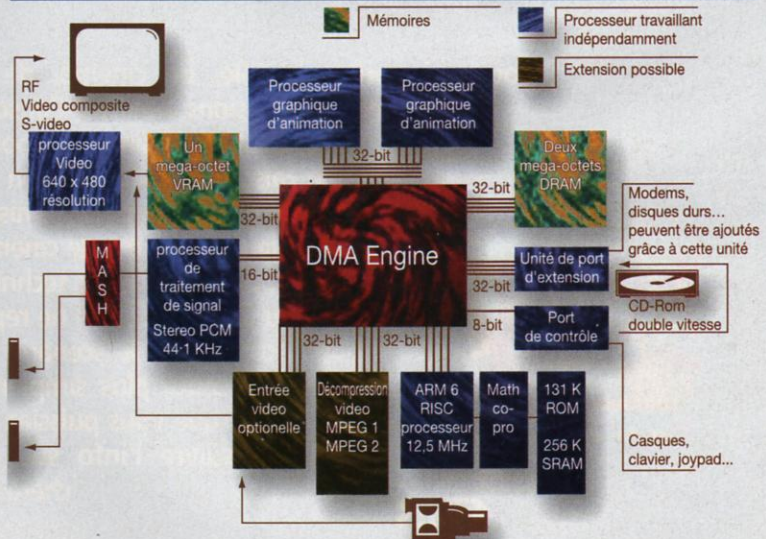 Mémoires
Processeur travaillant
indépendamment
Extension possible
RF
Video composite
S-video
Processeur
graphique
d'animation
Processeur
graphique
d'animation
processeur
Video
640 x 480
résolution
Un
mega-octet
VRAM
32-bit
Deux
mega-octets
DRAM
32-bit
32-bit
Modems,
disques durs...
peuvent être ajoutés
grâce à cette unité
M
A
S
H
processeur
de
traitement
de signal
Stereo PCM
44·1 KHz
16-bit
DMA Engine
32-bit
Unité de port
d'extension
CD-Rom
double vitesse
8-bit
Port
de contrôle
32-bit
32-bit
32-bit
Entrée
video
optionelle
Décompression
video
MPEG 1
MPEG 2
ARM 6
RISC
processeur
12,5 MHz
Math
co-
pro
131 K
ROM
256 K
SRAM
Casques,
clavier, joypad...